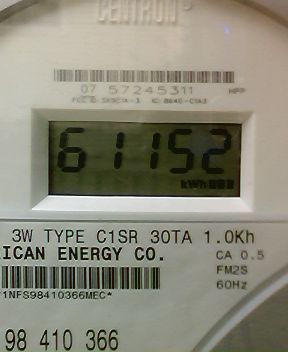 CENTRON
07 57245311 HPP
61152
kWh
3W TYPE C1SR 30TA 1.0Kh
ICAN ENERGY CO. CA 0.5
FM2S
1NFS98410366MEC* 60Hz
98 410 366